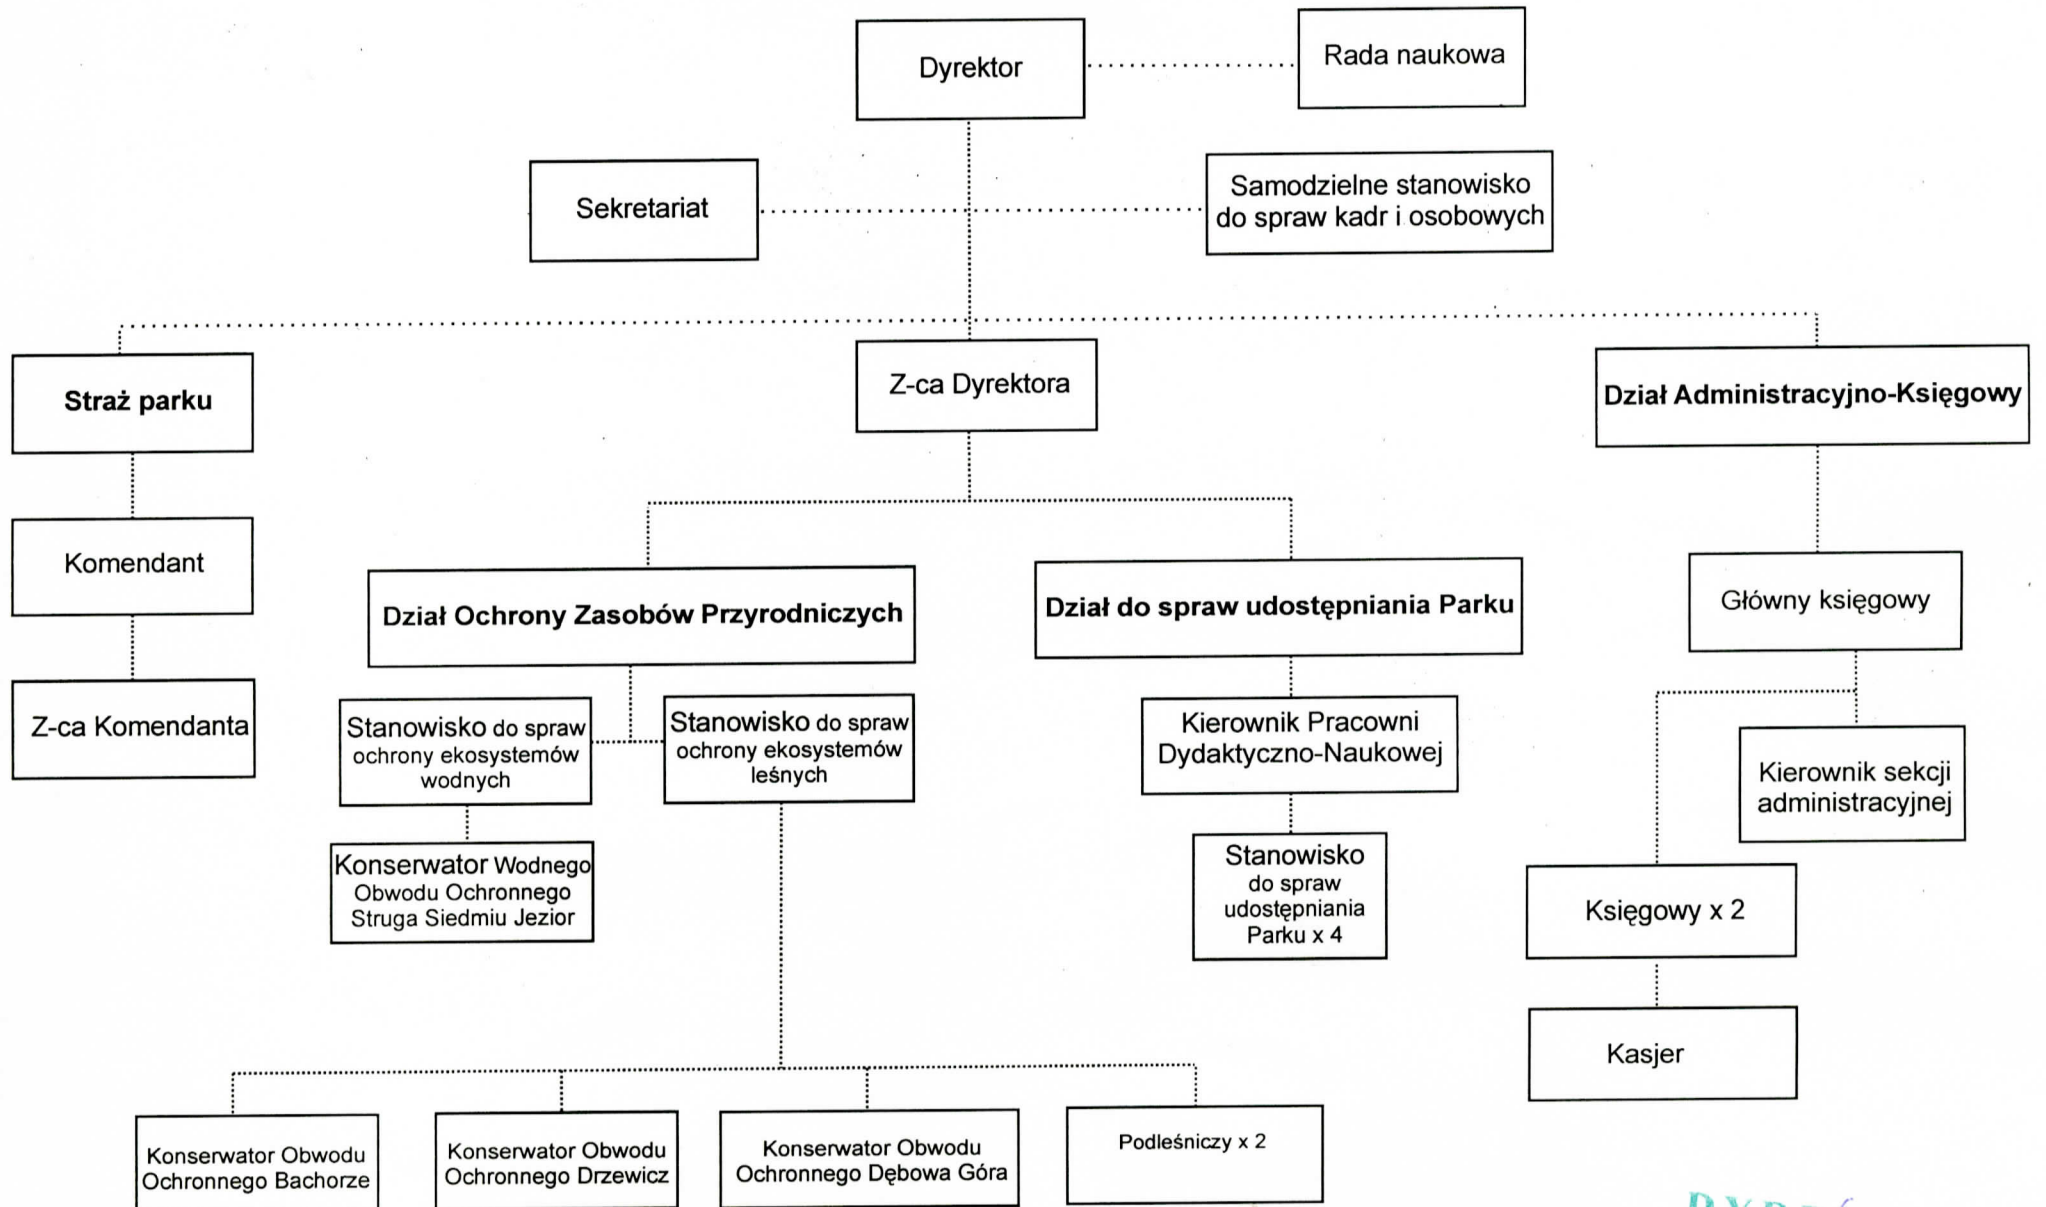 Dyrektor
Rada naukowa
Sekretariat
Samodzielne stanowisko
do spraw kadr i osobowych
Straż parku
Z-ca Dyrektora
Dział Administracyjno-Księgowy
Komendant
Z-ca Komendanta
Dział Ochrony Zasobów Przyrodniczych
Dział do spraw udostępniania Parku
Główny księgowy
Stanowisko do spraw
ochrony ekosystemów
wodnych
Stanowisko do spraw
ochrony ekosystemów
leśnych
Kierownik Pracowni
Dydaktyczno-Naukowej
Kierownik sekcji
administracyjnej
Konserwator Wodnego
Obwodu Ochronnego
Struga Siedmiu Jezior
Stanowisko
do spraw
udostępniania
Parku x 4
Księgowy x 2
Kasjer
Konserwator Obwodu
Ochronnego Bachorze
Konserwator Obwodu
Ochronnego Drzewicz
Konserwator Obwodu
Ochronnego Dębowa Góra
Podleśniczy x 2